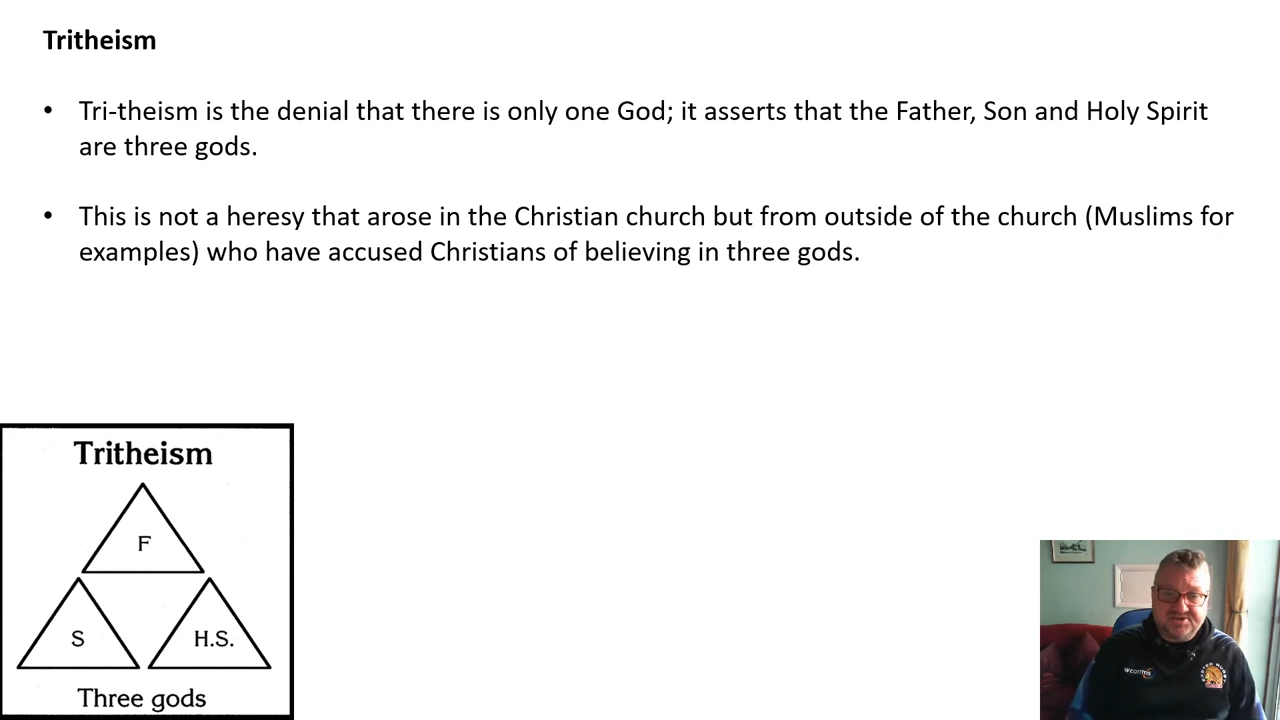 Tritheism
• Tri-theism is the denial that there is only one God; it asserts that the Father, Son and Holy Spirit
are three gods.
• This is not a heresy that arose in the Christian church but from outside of the church (Muslims for
examples) who have accused Christians of believing in three gods.
Tritheism
F
S H.S.
Three gods